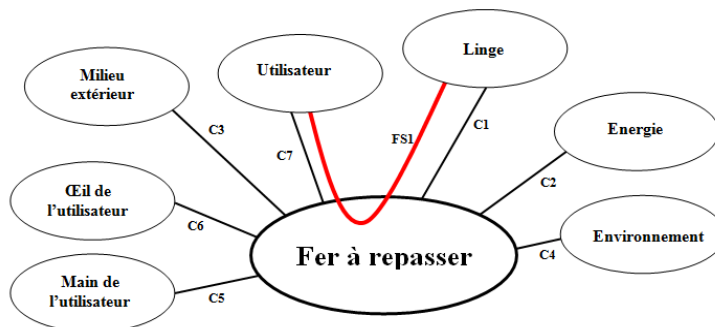 Linge
Utilisateur
Milieu
extérieur
C3
C7
FS1
C1
Energie
C2
Œil de
l'utilisateur
C6
Fer à repasser
Environnement
C4
Main de
l'utilisateur
C5